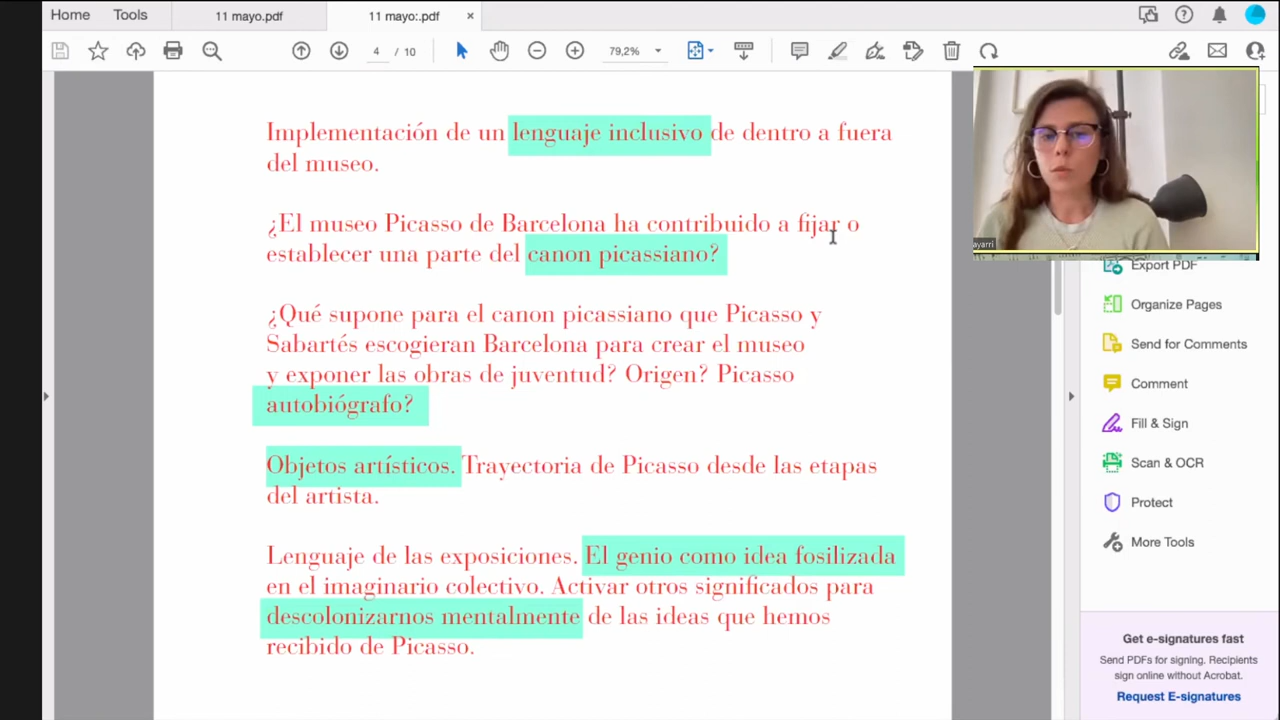 Home
Tools
11 mayo.pdf
11 mayo:.pdf
4 / 10
79,2%
Implementación de un lenguaje inclusivo de dentro a fuera
del museo.
¿El museo Picasso de Barcelona ha contribuido a fijar o
establecer una parte del canon picassiano?
¿Qué supone para el canon picassiano que Picasso y
Sabartés escogieran Barcelona para crear el museo
y exponer las obras de juventud? Origen? Picasso
autobiógrafo?
Objetos artísticos. Trayectoria de Picasso desde las etapas
del artista.
Lenguaje de las exposiciones. El genio como idea fosilizada
en el imaginario colectivo. Activar otros significados para
descolonizarnos mentalmente de las ideas que hemos
recibido de Picasso.
ayarri
Export PDF
Organize Pages
Send for Comments
Comment
Fill & Sign
Scan & OCR
Protect
More Tools
Get e-signatures fast
Send PDFs for signing. Recipients
sign online without Acrobat.
Request E-signatures